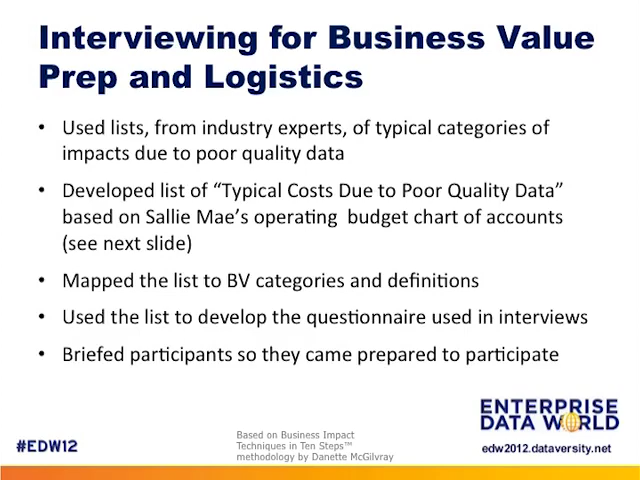 Interviewing for Business Value
Prep and Logistics
• Used lists, from industry experts, of typical categories of
impacts due to poor quality data
• Developed list of “Typical Costs Due to Poor Quality Data”
based on Sallie Mae’s operating budget chart of accounts
(see next slide)
• Mapped the list to BV categories and definitions
• Used the list to develop the questionnaire used in interviews
• Briefed participants so they came prepared to participate
#EDW12
Based on Business Impact
Techniques in Ten Steps™
methodology by Danette McGilvray
ENTERPRISE
DATA WORLD
edw2012.dataversity.net